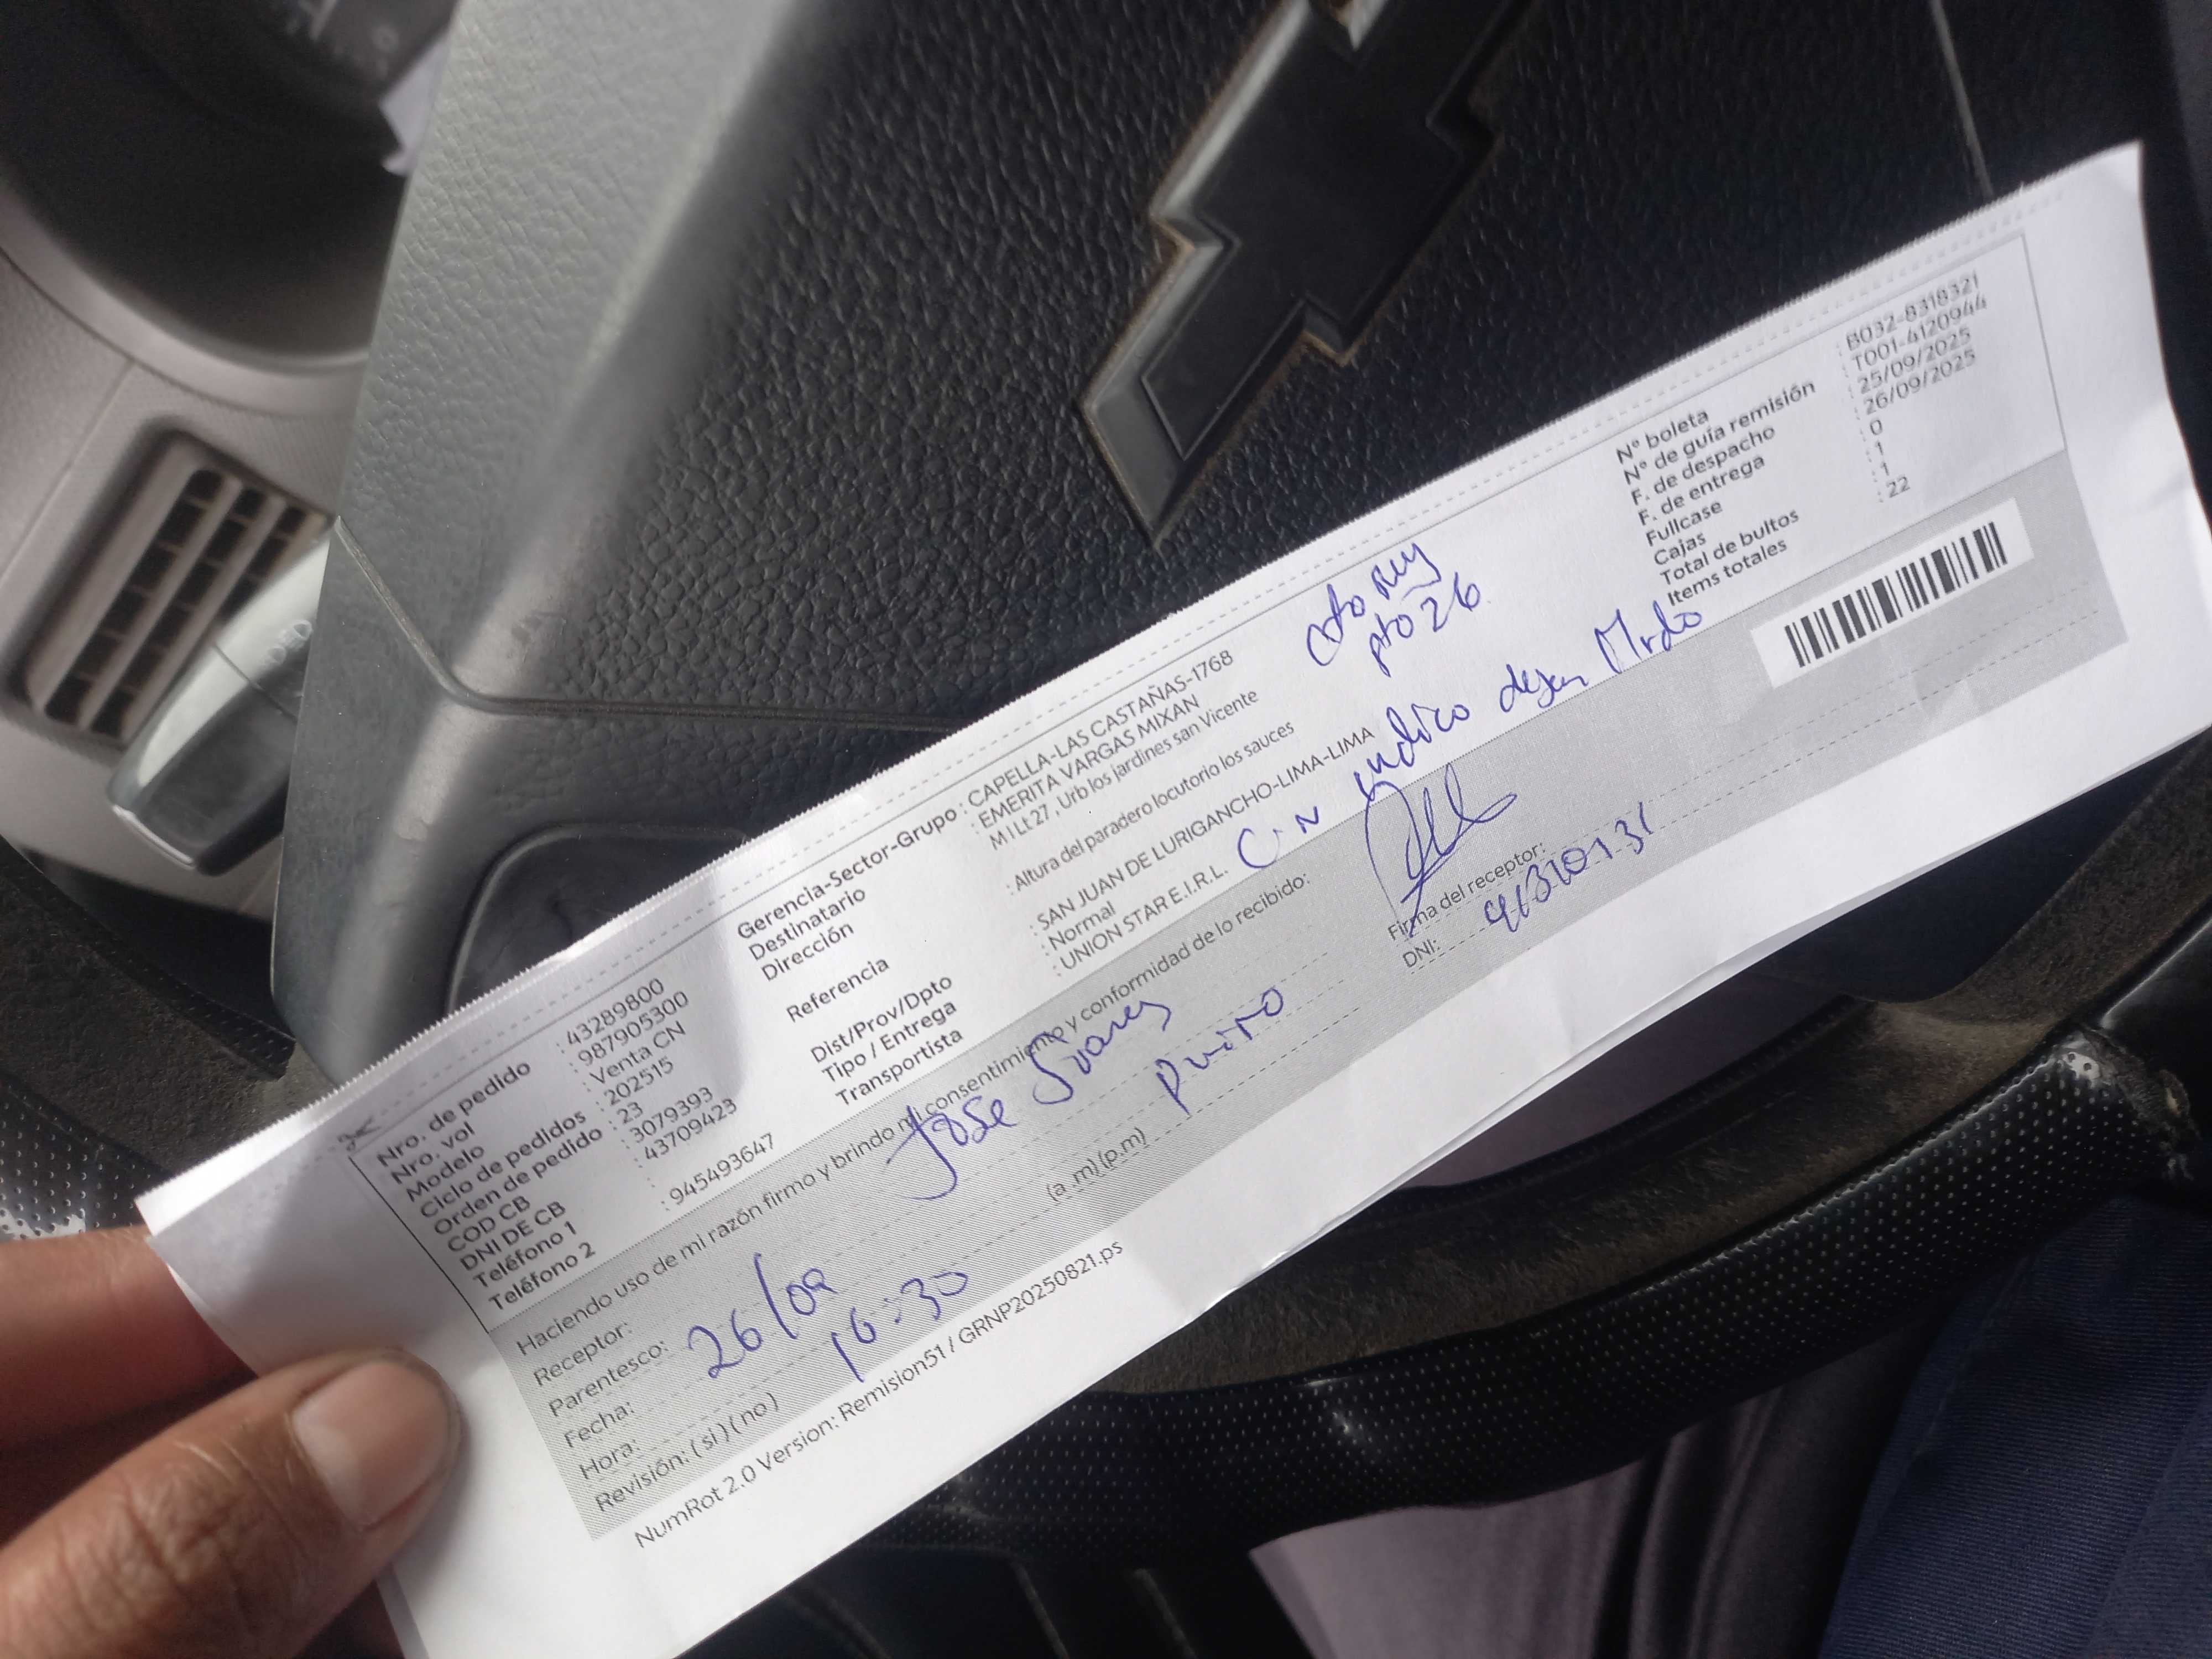 Nro. de pedido : 43289800
Nro. vol : 987905300
Modelo : Venta CN
Ciclo de pedidos : 202515
Orden de pedido : 23
COD CB : 3079393
DNI DE CB : 43709423
Teléfono 1
Teléfono 2 : 945493647
Gerencia-Sector-Grupo : CAPELLA-LAS CASTAÑAS-1768
Destinatario : EMERITA VARGAS MIXAN
Dirección M I Lt 27 , Urb los jardines san Vicente
Referencia : Altura del paradero locutorio los sauces
Dist/Prov/Dpto : SAN JUAN DE LURIGANCHO-LIMA-LIMA
Tipo / Entrega : Normal
Transportista : UNION STAR E.I.R.L.
pto 26
C.N indico dejar
N° boleta : B032-8318321
N° de guía remisión : T001-4120944
F. de despacho : 25/09/2025
F. de entrega : 26/09/2025
Fullcase : 0
Cajas : 1
Total de bultos : 1
Items totales : 22
Haciendo uso de mi razón firmo y brindo mi consentimiento y conformidad de lo recibido:
Receptor: Jose
Parentesco:
Fecha: 26/09
Hora: 16:30 (a .m) (p.m)
Revisión: ( si ) ( no )
Firma del receptor:
DNI:
NumRot 2.0 Version: Remision51 / GRNP20250821.ps